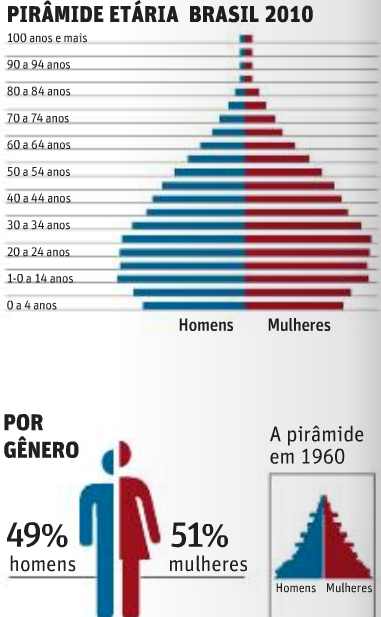 PIRÂMIDE ETÁRIA BRASIL 2010
100 anos e mais
90 a 94 anos
80 a 84 anos
70 a 74 anos
60 a 64 anos
50 a 54 anos
40 a 44 anos
30 a 34 anos
20 a 24 anos
1-0 a 14 anos
0 a 4 anos
Homens Mulheres
POR
GÊNERO
49%
homens
51%
mulheres
A pirâmide
em 1960
Homens Mulheres